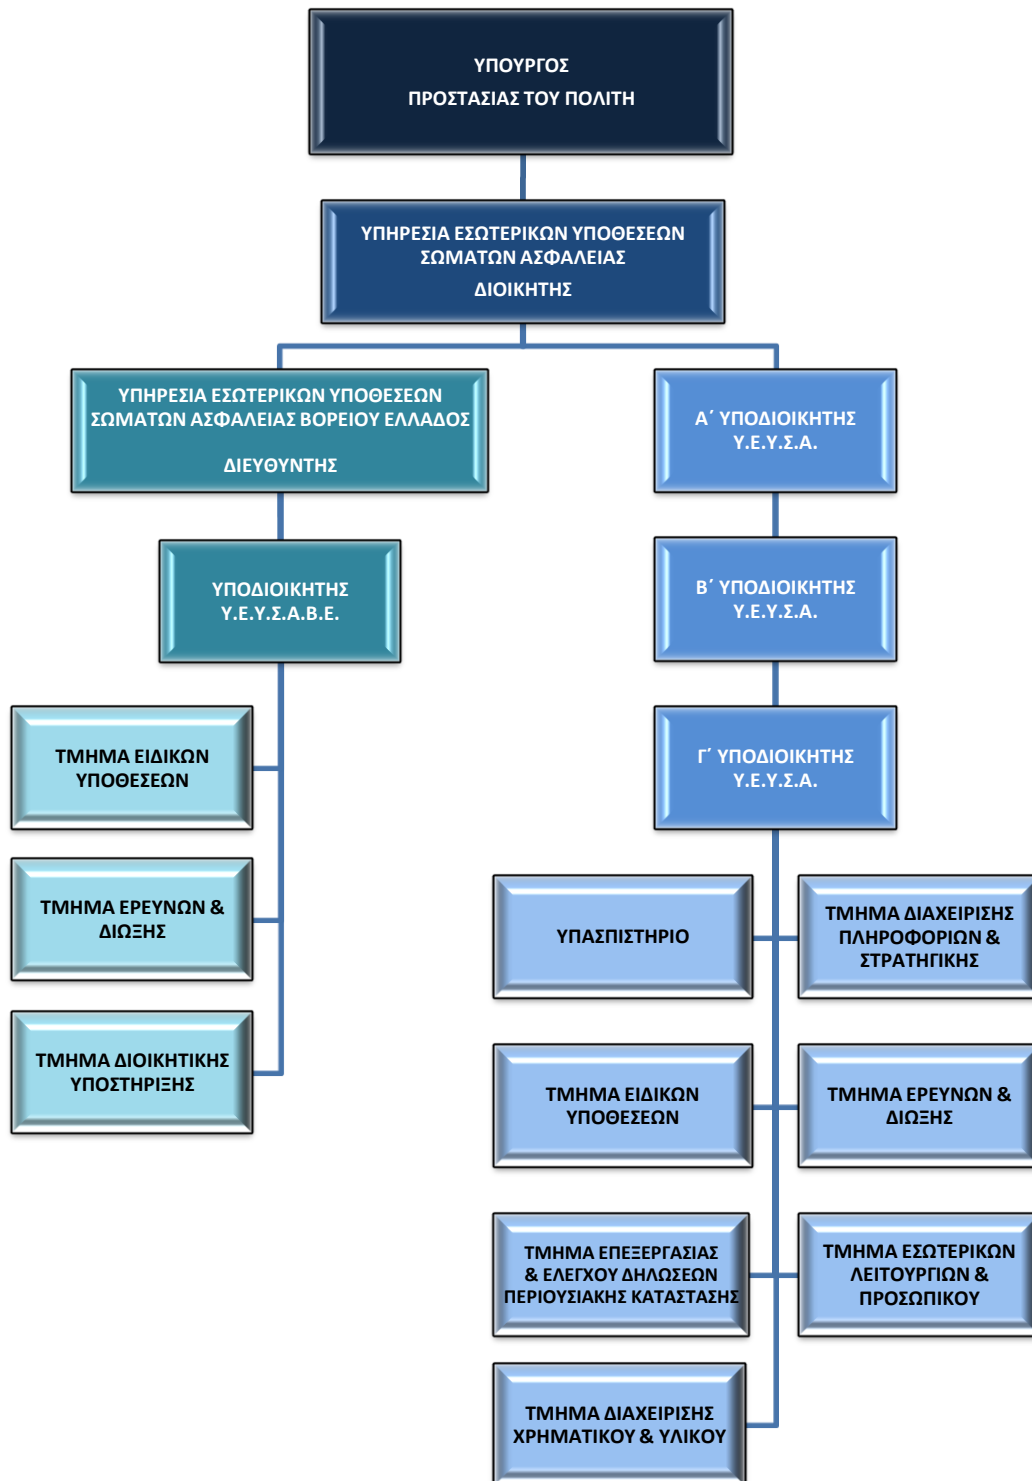 ΥΠΟΥΡΓΟΣ
ΠΡΟΣΤΑΣΙΑΣ ΤΟΥ ΠΟΛΙΤΗ
ΥΠΗΡΕΣΙΑ ΕΣΩΤΕΡΙΚΩΝ ΥΠΟΘΕΣΕΩΝ
ΣΩΜΑΤΩΝ ΑΣΦΑΛΕΙΑΣ
ΔΙΟΙΚΗΤΗΣ
ΥΠΗΡΕΣΙΑ ΕΣΩΤΕΡΙΚΩΝ ΥΠΟΘΕΣΕΩΝ
ΣΩΜΑΤΩΝ ΑΣΦΑΛΕΙΑΣ ΒΟΡΕΙΟΥ ΕΛΛΑΔΟΣ
ΔΙΕΥΘΥΝΤΗΣ
ΥΠΟΔΙΟΙΚΗΤΗΣ
Υ.Ε.Υ.Σ.Α.Β.Ε.
ΤΜΗΜΑ ΕΙΔΙΚΩΝ
ΥΠΟΘΕΣΕΩΝ
ΤΜΗΜΑ ΕΡΕΥΝΩΝ &
ΔΙΩΞΗΣ
ΤΜΗΜΑ ΔΙΟΙΚΗΤΙΚΗΣ
ΥΠΟΣΤΗΡΙΞΗΣ
Α΄ ΥΠΟΔΙΟΙΚΗΤΗΣ
Υ.Ε.Υ.Σ.Α.
Β΄ ΥΠΟΔΙΟΙΚΗΤΗΣ
Υ.Ε.Υ.Σ.Α.
Γ΄ ΥΠΟΔΙΟΙΚΗΤΗΣ
Υ.Ε.Υ.Σ.Α.
ΥΠΑΣΠΙΣΤΗΡΙΟ
ΤΜΗΜΑ ΔΙΑΧΕΙΡΙΣΗΣ
ΠΛΗΡΟΦΟΡΙΩΝ &
ΣΤΡΑΤΗΓΙΚΗΣ
ΤΜΗΜΑ ΕΙΔΙΚΩΝ
ΥΠΟΘΕΣΕΩΝ
ΤΜΗΜΑ ΕΡΕΥΝΩΝ &
ΔΙΩΞΗΣ
ΤΜΗΜΑ ΕΠΕΞΕΡΓΑΣΙΑΣ
& ΕΛΕΓΧΟΥ ΔΗΛΩΣΕΩΝ
ΠΕΡΙΟΥΣΙΑΚΗΣ ΚΑΤΑΣΤΑΣΗΣ
ΤΜΗΜΑ ΕΣΩΤΕΡΙΚΩΝ
ΛΕΙΤΟΥΡΓΙΩΝ &
ΠΡΟΣΩΠΙΚΟΥ
ΤΜΗΜΑ ΔΙΑΧΕΙΡΙΣΗΣ
ΧΡΗΜΑΤΙΚΟΥ & ΥΛΙΚΟΥ